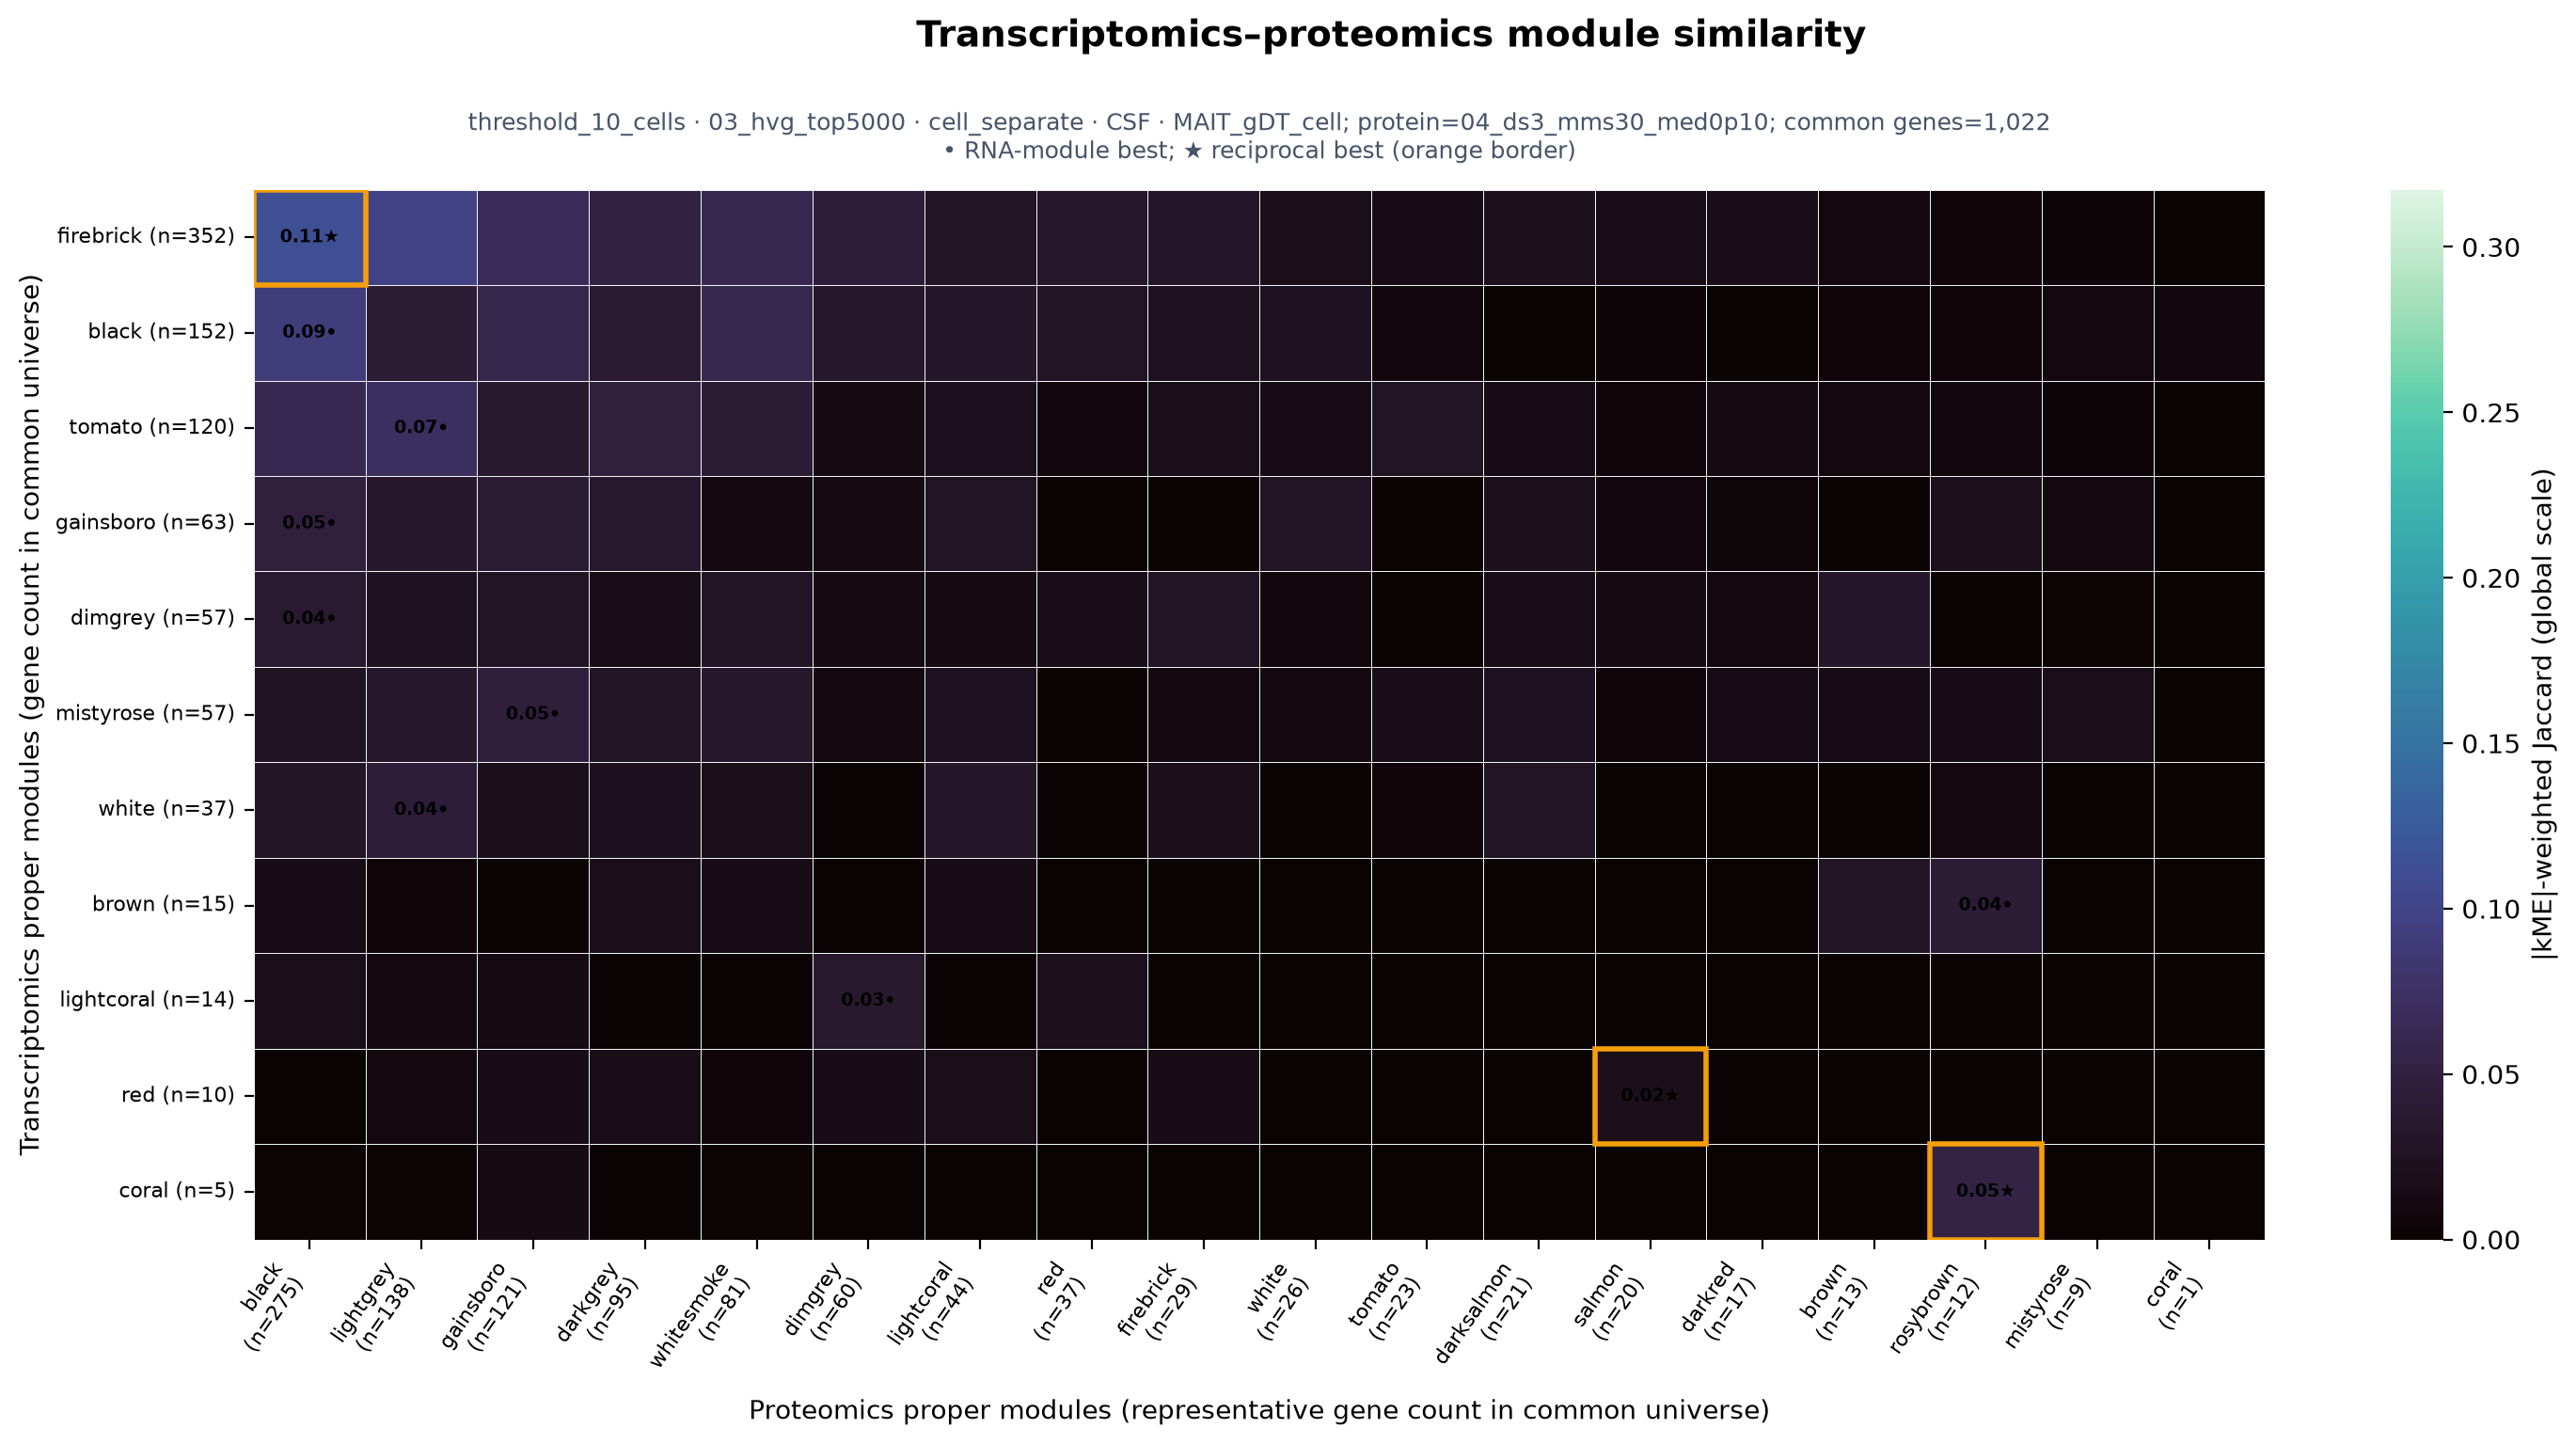 Transcriptomics–proteomics module similarity
threshold_10_cells · 03_hvg_top5000 · cell_separate · CSF · MAIT_gDT_cell; protein=04_ds3_mms30_med0p10; common genes=1,022
• RNA-module best; ★ reciprocal best (orange border)
Transcriptomics proper modules (gene count in common universe)
firebrick (n=352)
black (n=152)
tomato (n=120)
gainsboro (n=63)
dimgrey (n=57)
mistyrose (n=57)
white (n=37)
brown (n=15)
lightcoral (n=14)
red (n=10)
coral (n=5)
0.11★
0.09•
0.07•
0.05•
0.04•
0.05•
0.04•
0.04•
0.03•
0.02★
0.05★
black
(n=275)
lightgrey
(n=138)
gainsboro
(n=121)
darkgrey
(n=95)
whitesmoke
(n=81)
dimgrey
(n=60)
lightcoral
(n=44)
red
(n=37)
firebrick
(n=29)
white
(n=26)
tomato
(n=23)
darksalmon
(n=21)
salmon
(n=20)
darkred
(n=17)
brown
(n=13)
rosybrown
(n=12)
mistyrose
(n=9)
coral
(n=1)
Proteomics proper modules (representative gene count in common universe)
0.30
0.25
0.20
0.15
0.10
0.05
0.00
|kME|-weighted Jaccard (global scale)